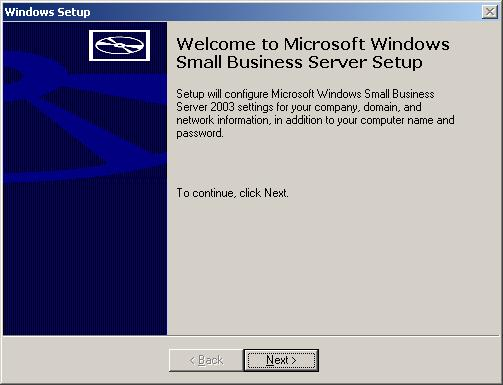 Windows Setup
Welcome to Microsoft Windows
Small Business Server Setup
Setup will configure Microsoft Windows Small Business
Server 2003 settings for your company, domain, and
network information, in addition to your computer name and
password.
To continue, click Next.
< Back
Next >